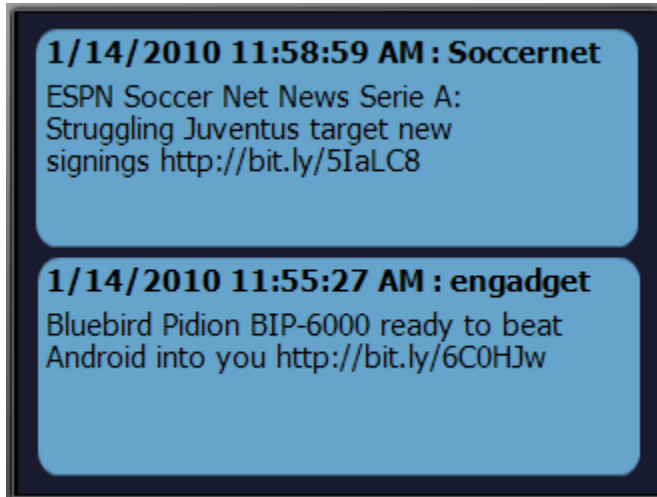 1/14/2010 11:58:59 AM : Soccernet
ESPN Soccer Net News Serie A:
Struggling Juventus target new
signings http://bit.ly/5IaLC8
1/14/2010 11:55:27 AM : engadget
Bluebird Pidion BIP-6000 ready to beat
Android into you http://bit.ly/6C0HJw